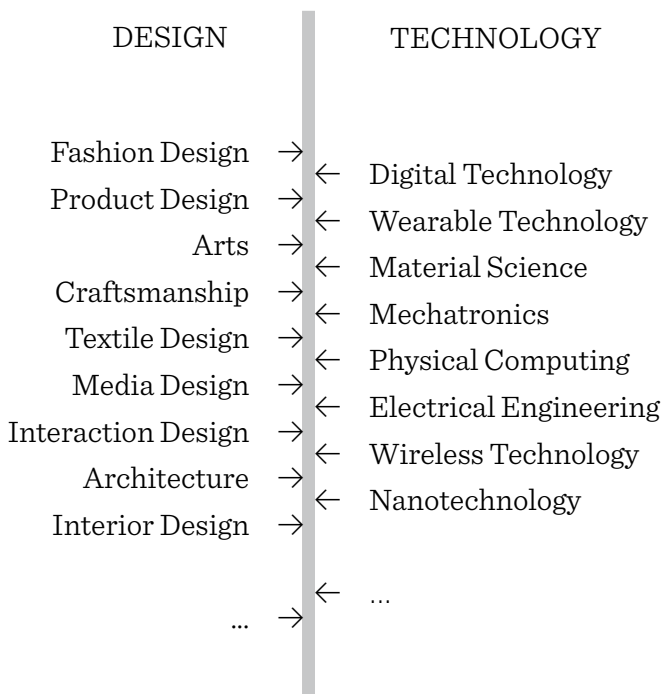 DESIGN
Fashion Design
Product Design
Arts
Craftsmanship
Textile Design
Media Design
Interaction Design
Architecture
Interior Design
...
TECHNOLOGY
Digital Technology
Wearable Technology
Material Science
Mechatronics
Physical Computing
Electrical Engineering
Wireless Technology
Nanotechnology
...